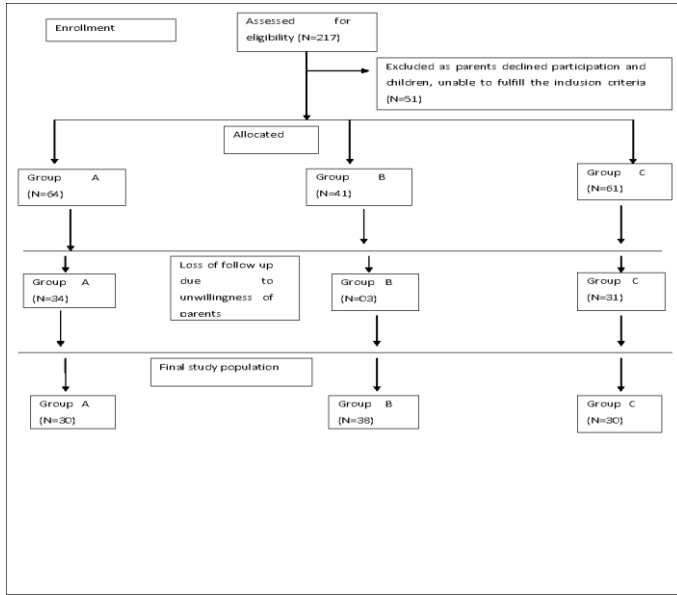 Enrollment
Assessed for
eligibility (N=217)
Excluded as parents declined participation and
children, unable to fulfill the inclusion criteria
(N=51)
Allocated
Group A
(N=64)
Group B
(N=41)
Group C
(N=61)
Loss of follow up
due to
unwillingness of
parents
Group A
(N=34)
Group B
(N=03)
Group C
(N=31)
Final study population
Group A
(N=30)
Group B
(N=38)
Group C
(N=30)